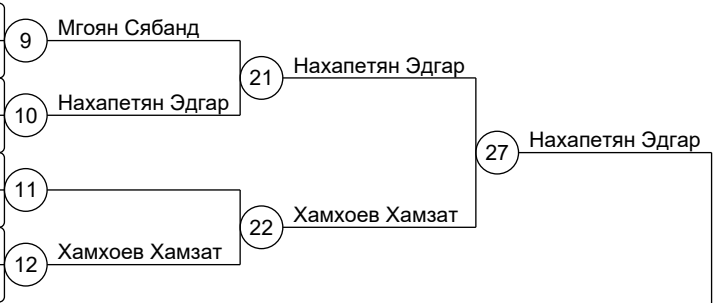 9 Мгоян Сябанд
21 Нахапетян Эдгар
10 Нахапетян Эдгар
27 Нахапетян Эдгар
11
22 Хамхоев Хамзат
12 Хамхоев Хамзат